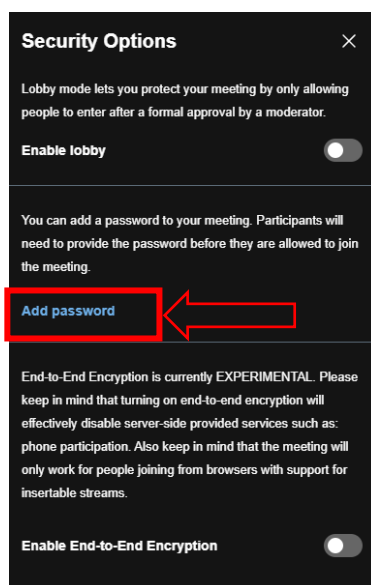 Security Options
Lobby mode lets you protect your meeting by only allowing
people to enter after a formal approval by a moderator.
Enable lobby
You can add a password to your meeting. Participants will
need to provide the password before they are allowed to join
the meeting.
Add password
End-to-End Encryption is currently EXPERIMENTAL. Please
keep in mind that turning on end-to-end encryption will
effectively disable server-side provided services such as:
phone participation. Also keep in mind that the meeting will
only work for people joining from browsers with support for
insertable streams.
Enable End-to-End Encryption